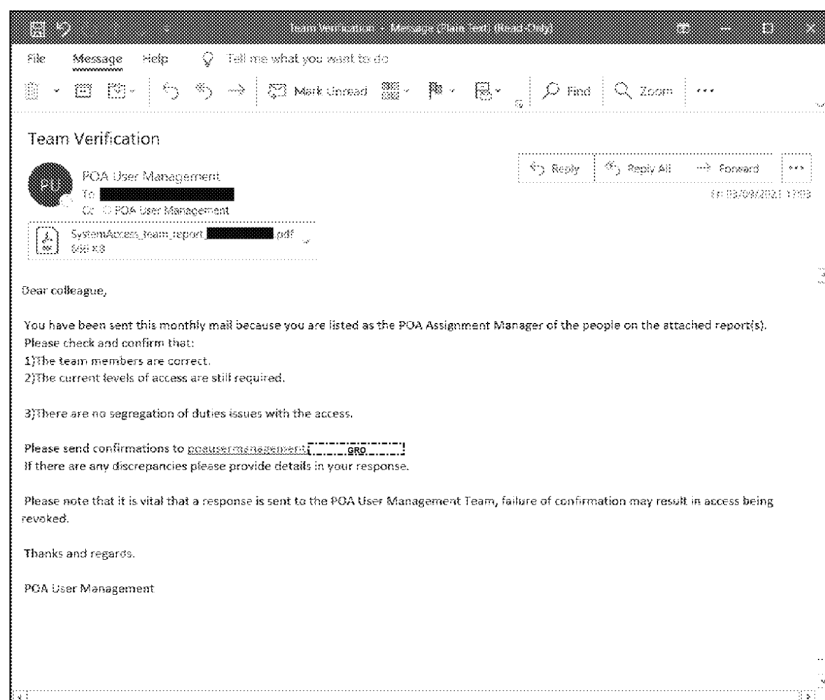 Team Verification - Message (Plain Text) (Read-Only)
File Message Help Tell me what you want to do
Mark Unread Find Zoom ...
Team Verification
PU
POA User Management
To
Cc POA User Management
Reply Reply All Forward ...
Fri 03/09/2021 17:03
SystemAccess_team_report_ .pdf
Dear colleague,
You have been sent this monthly mail because you are listed as the POA Assignment Manager of the people on the attached report(s).
Please check and confirm that:
1)The team members are correct.
2)The current levels of access are still required.
3)There are no segregation of duties issues with the access.
Please send confirmations to poausermanagement GRO
If there are any discrepancies please provide details in your response.
Please note that it is vital that a response is sent to the POA User Management Team, failure of confirmation may result in access being
revoked.
Thanks and regards.
POA User Management